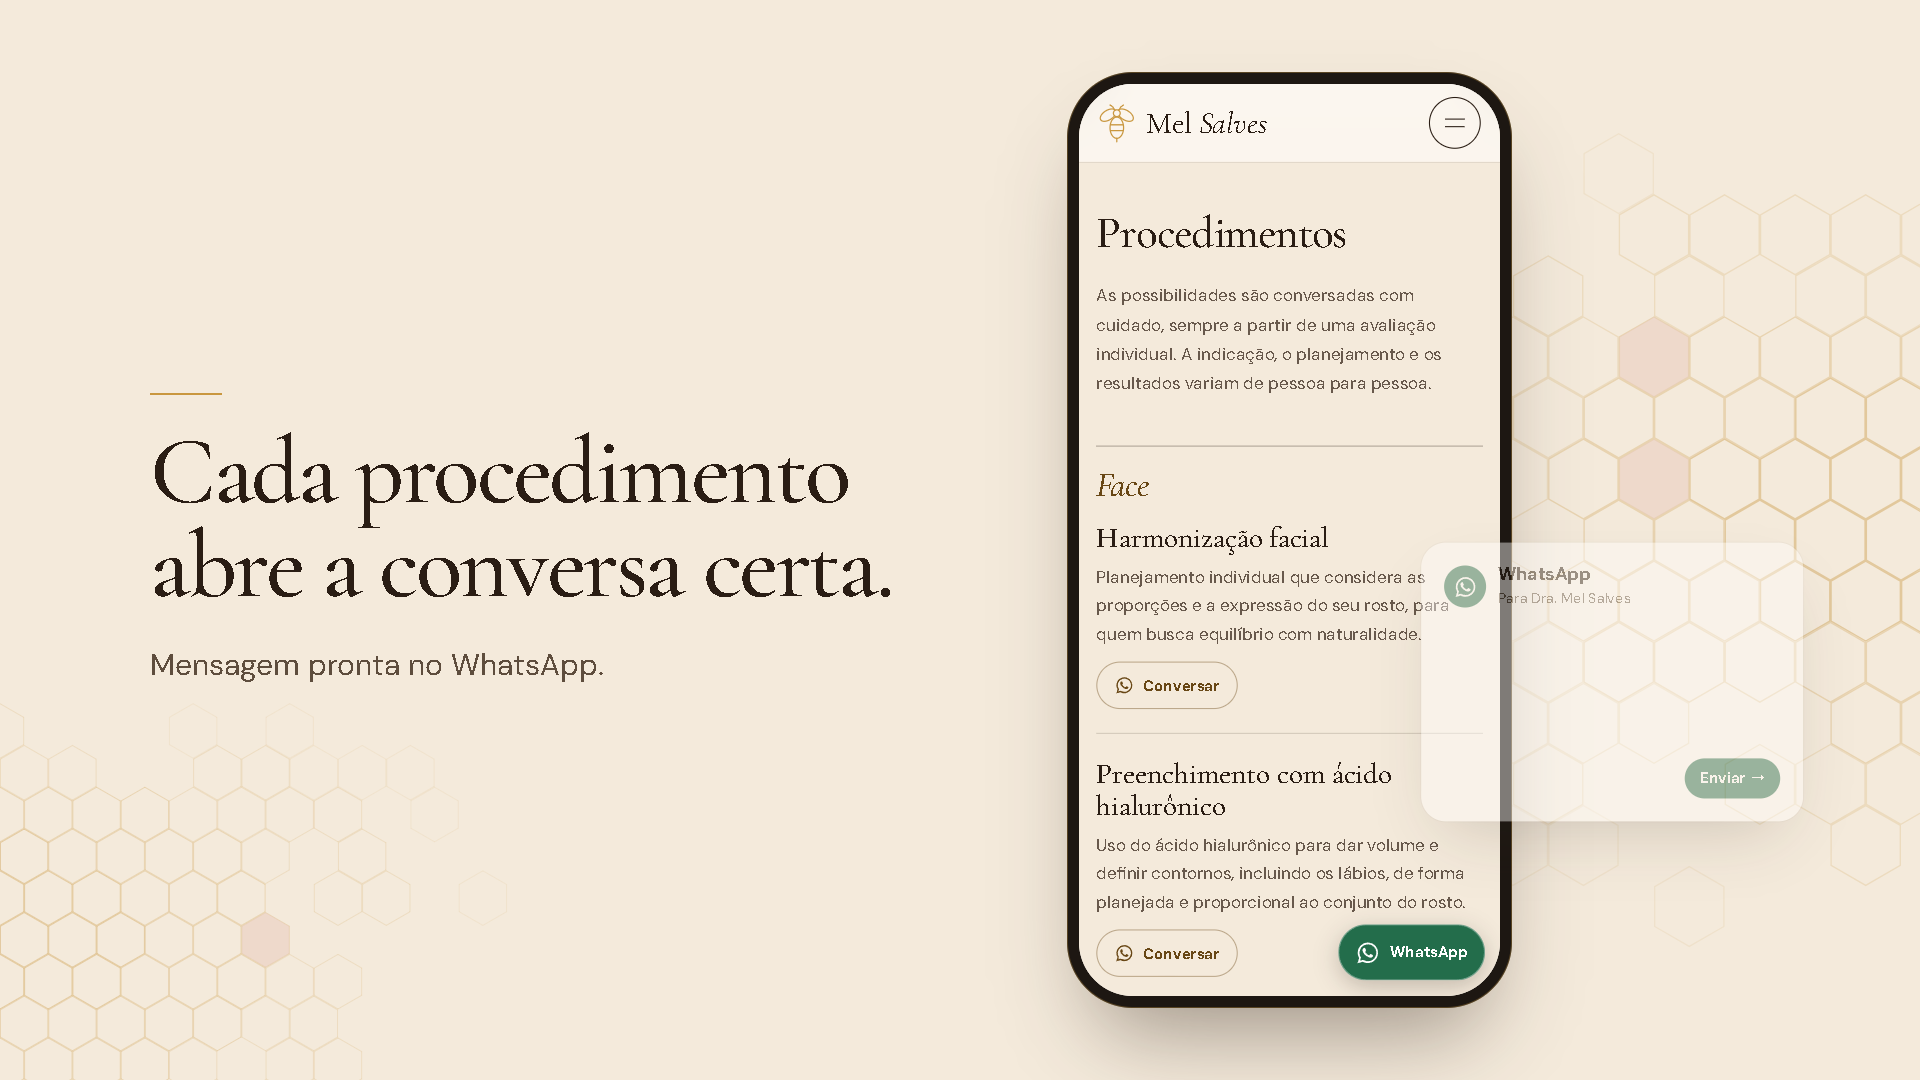 Cada procedimento
abre a conversa certa.
Mensagem pronta no WhatsApp.
Mel Salves
Procedimentos
As possibilidades são conversadas com
cuidado, sempre a partir de uma avaliação
individual. A indicação, o planejamento e os
resultados variam de pessoa para pessoa.
Face
Harmonização facial
Planejamento individual que considera as
proporções e a expressão do seu rosto, para
quem busca equilíbrio com naturalidade.
Conversar
Preenchimento com ácido
hialurônico
Uso do ácido hialurônico para dar volume e
definir contornos, incluindo os lábios, de forma
planejada e proporcional ao conjunto do rosto.
Conversar
WhatsApp
WhatsApp
Para Dra. Mel Salves
Enviar →